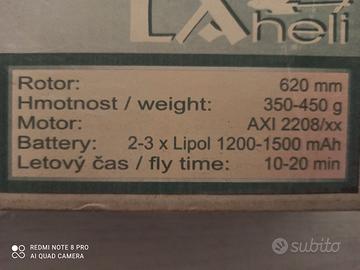 LAheli
Rotor: 620 mm
Hmotnost / weight: 350-450 g
Motor: AXI 2208/xx
Battery: 2-3 x Lipol 1200-1500 mAh
Letový čas / fly time: 10-20 min
REDMI NOTE 8 PRO
AI QUAD CAMERA
subito